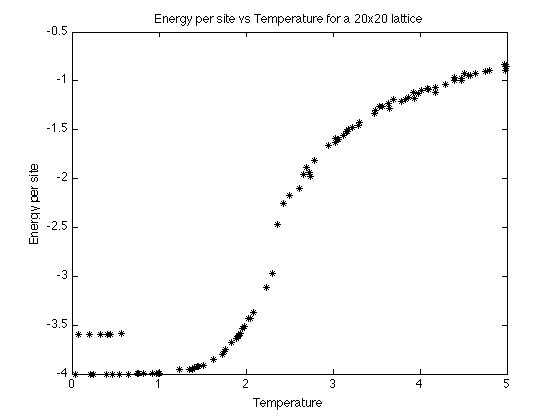 Energy per site vs Temperature for a 20x20 lattice
-0.5
-1
-1.5
-2
-2.5
-3
-3.5
-4
Energy per site
0 1 2 3 4 5
Temperature